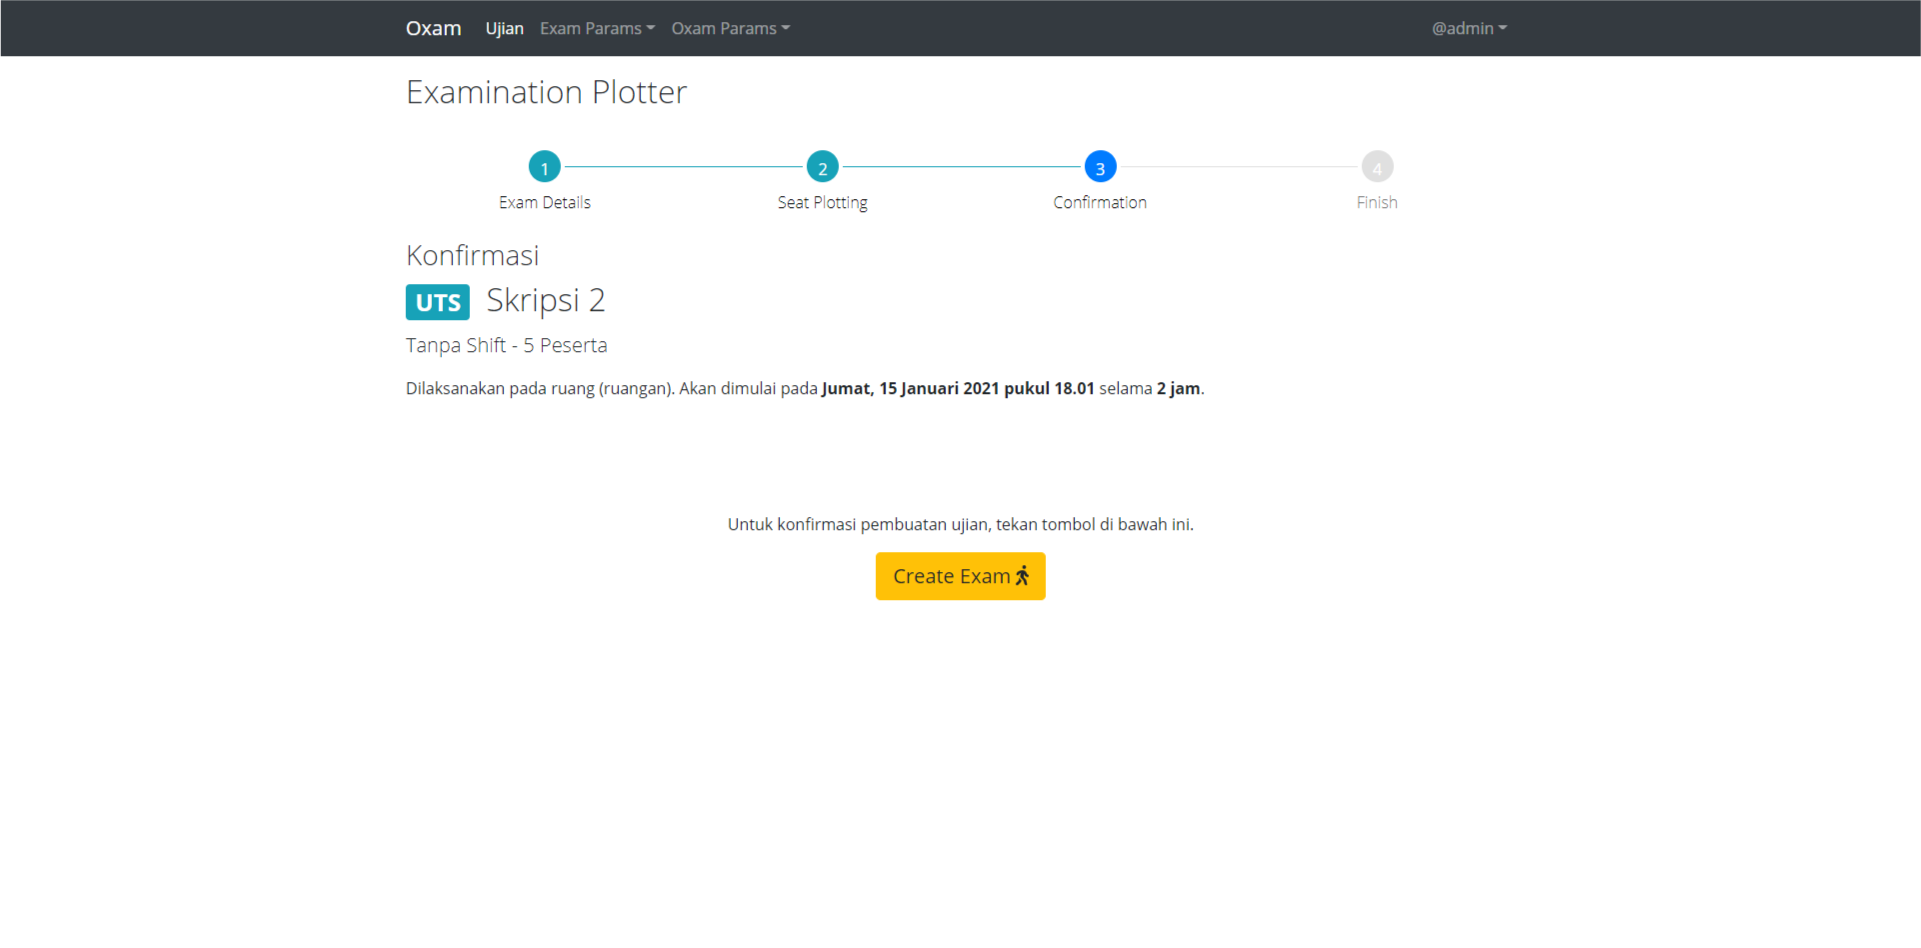 Oxam Ujian Exam Params Oxam Params @admin
Examination Plotter
1 2 3 4
Exam Details Seat Plotting Confirmation Finish
Konfirmasi
UTS Skripsi 2
Tanpa Shift - 5 Peserta
Dilaksanakan pada ruang (ruangan). Akan dimulai pada Jumat, 15 Januari 2021 pukul 18.01 selama 2 jam.
Untuk konfirmasi pembuatan ujian, tekan tombol di bawah ini.
Create Exam